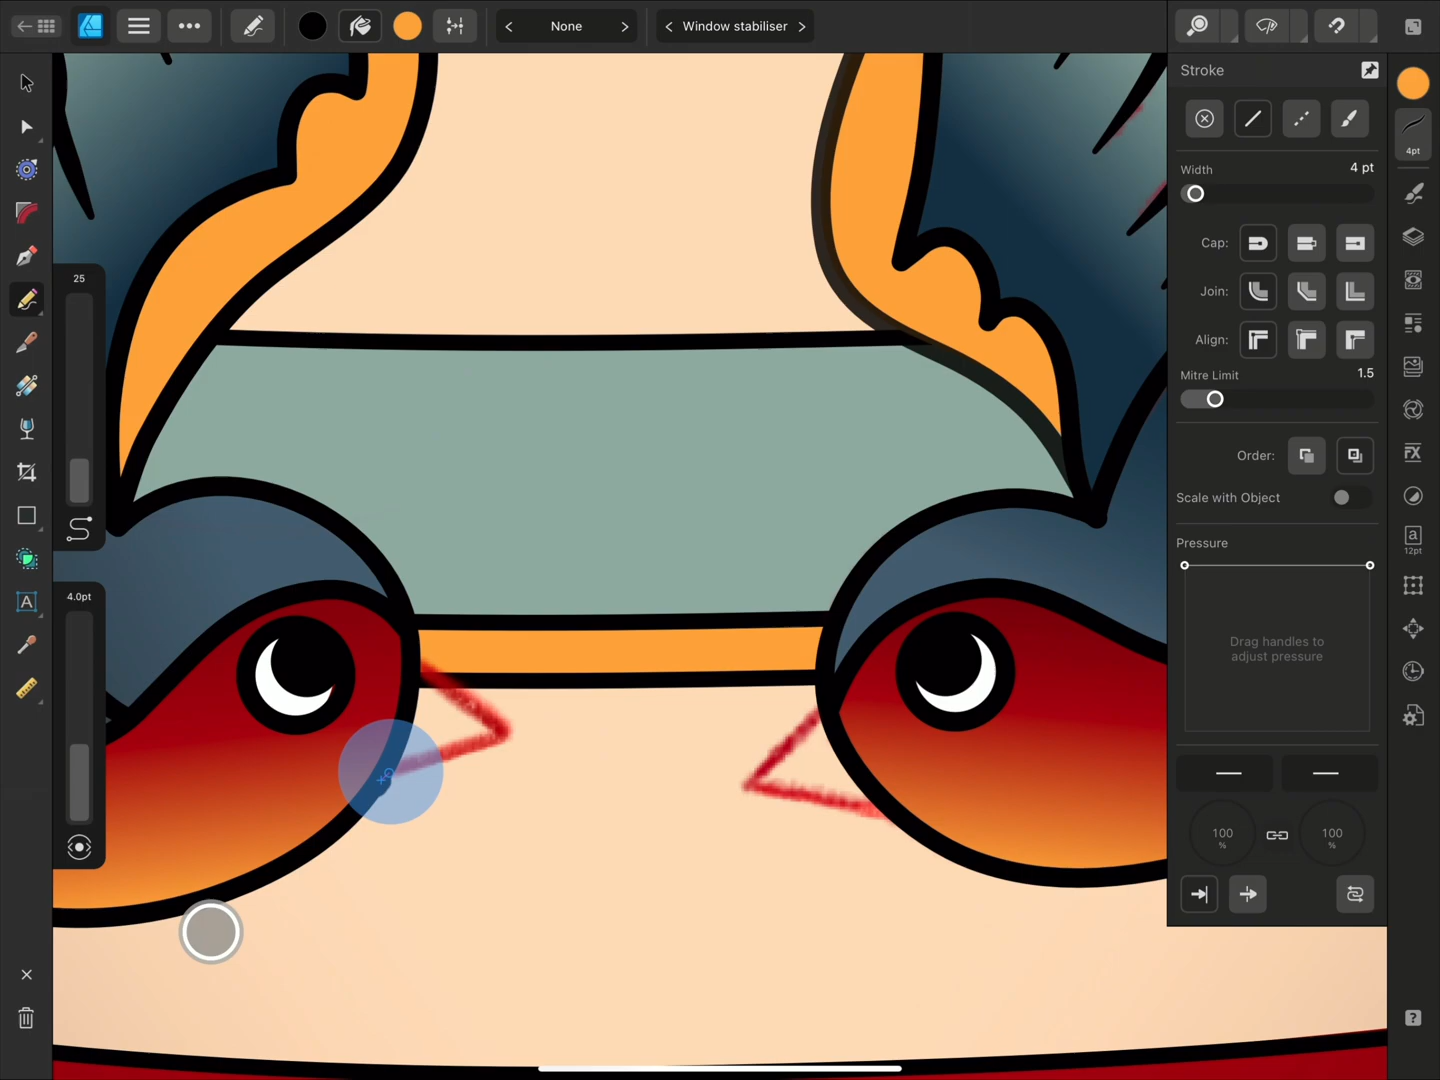 None
Window stabiliser
Stroke
4pt
Width
4 pt
Cap:
Join:
Align:
Mitre Limit
1.5
Order:
Scale with Object
Pressure
Drag handles to
adjust pressure
100
%
100
%
25
4.0pt
A
FX
a
12pt
?